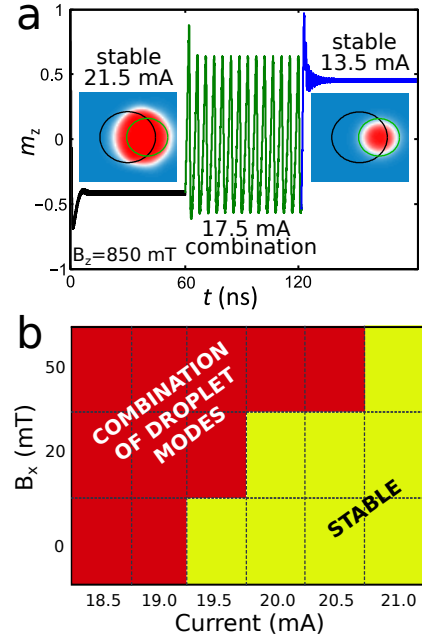 a
1
0.5
0
−0.5
−1
m_z
stable
21.5 mA
stable
13.5 mA
17.5 mA
combination
B_z=850 mT
0
60
120
t (ns)
b
50
20
0
B_x (mT)
COMBINATION
OF DROPLET
MODES
STABLE
18.5 19.0 19.5 20.0 20.5 21.0
Current (mA)